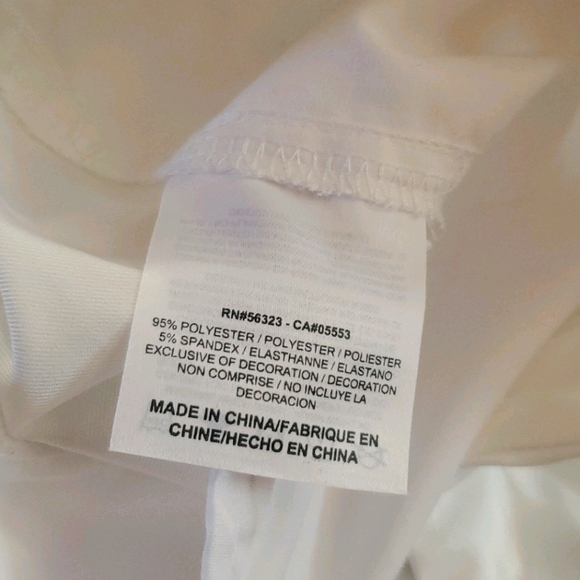 RN#56323 - CA#05553
95% POLYESTER / POLYESTER / POLIESTER
5% SPANDEX / ELASTHANNE / ELASTANO
EXCLUSIVE OF DECORATION / DECORATION
NON COMPRISE / NO INCLUYE LA
DECORACION
MADE IN CHINA/FABRIQUE EN
CHINE/HECHO EN CHINA